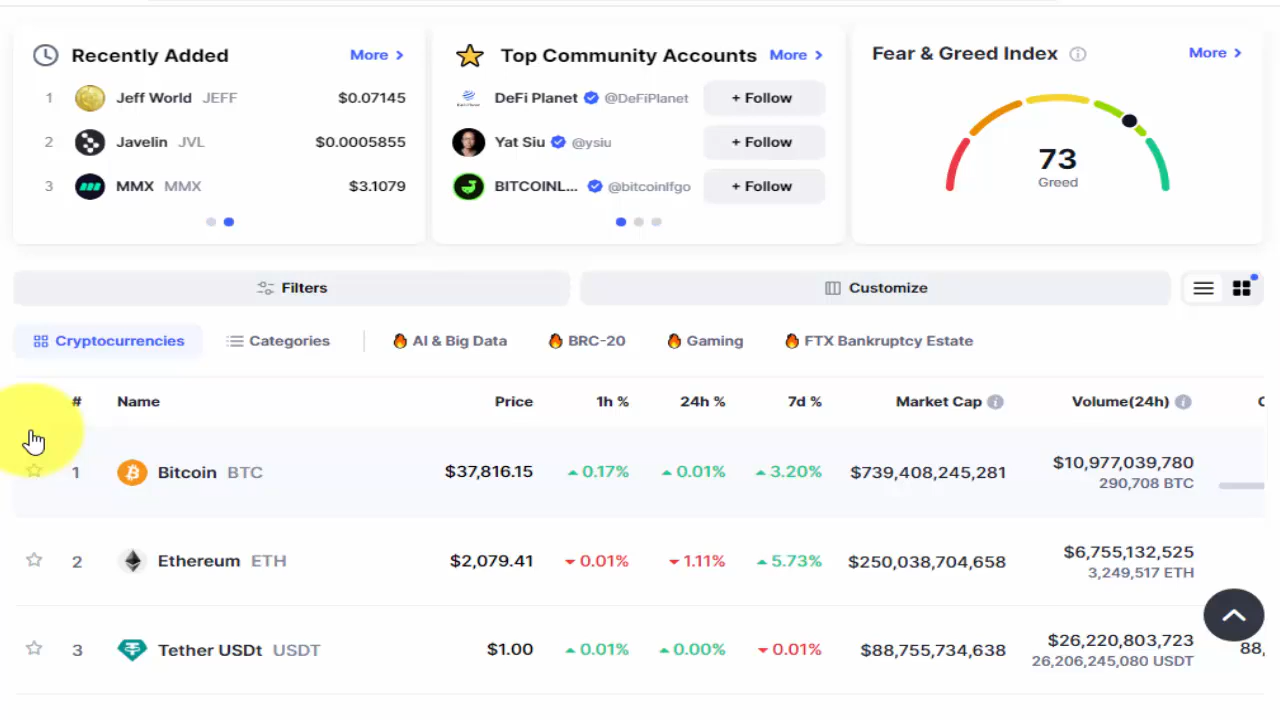 Recently Added More >
1 Jeff World JEFF $0.07145
2 Javelin JVL $0.0005855
3 MMX MMX $3.1079
Top Community Accounts More >
DeFi Planet @DeFiPlanet + Follow
Yat Siu @ysiu + Follow
BITCOINL... @bitcoinlfgo + Follow
Fear & Greed Index More >
73
Greed
Filters
Customize
Cryptocurrencies Categories AI & Big Data BRC-20 Gaming FTX Bankruptcy Estate
# Name Price 1h % 24h % 7d % Market Cap Volume(24h) C
1 Bitcoin BTC $37,816.15 0.17% 0.01% 3.20% $739,408,245,281 $10,977,039,780
290,708 BTC
2 Ethereum ETH $2,079.41 0.01% 1.11% 5.73% $250,038,704,658 $6,755,132,525
3,249,517 ETH
3 Tether USDt USDT $1.00 0.01% 0.00% 0.01% $88,755,734,638 $26,220,803,723 88,
26,206,245,080 USDT